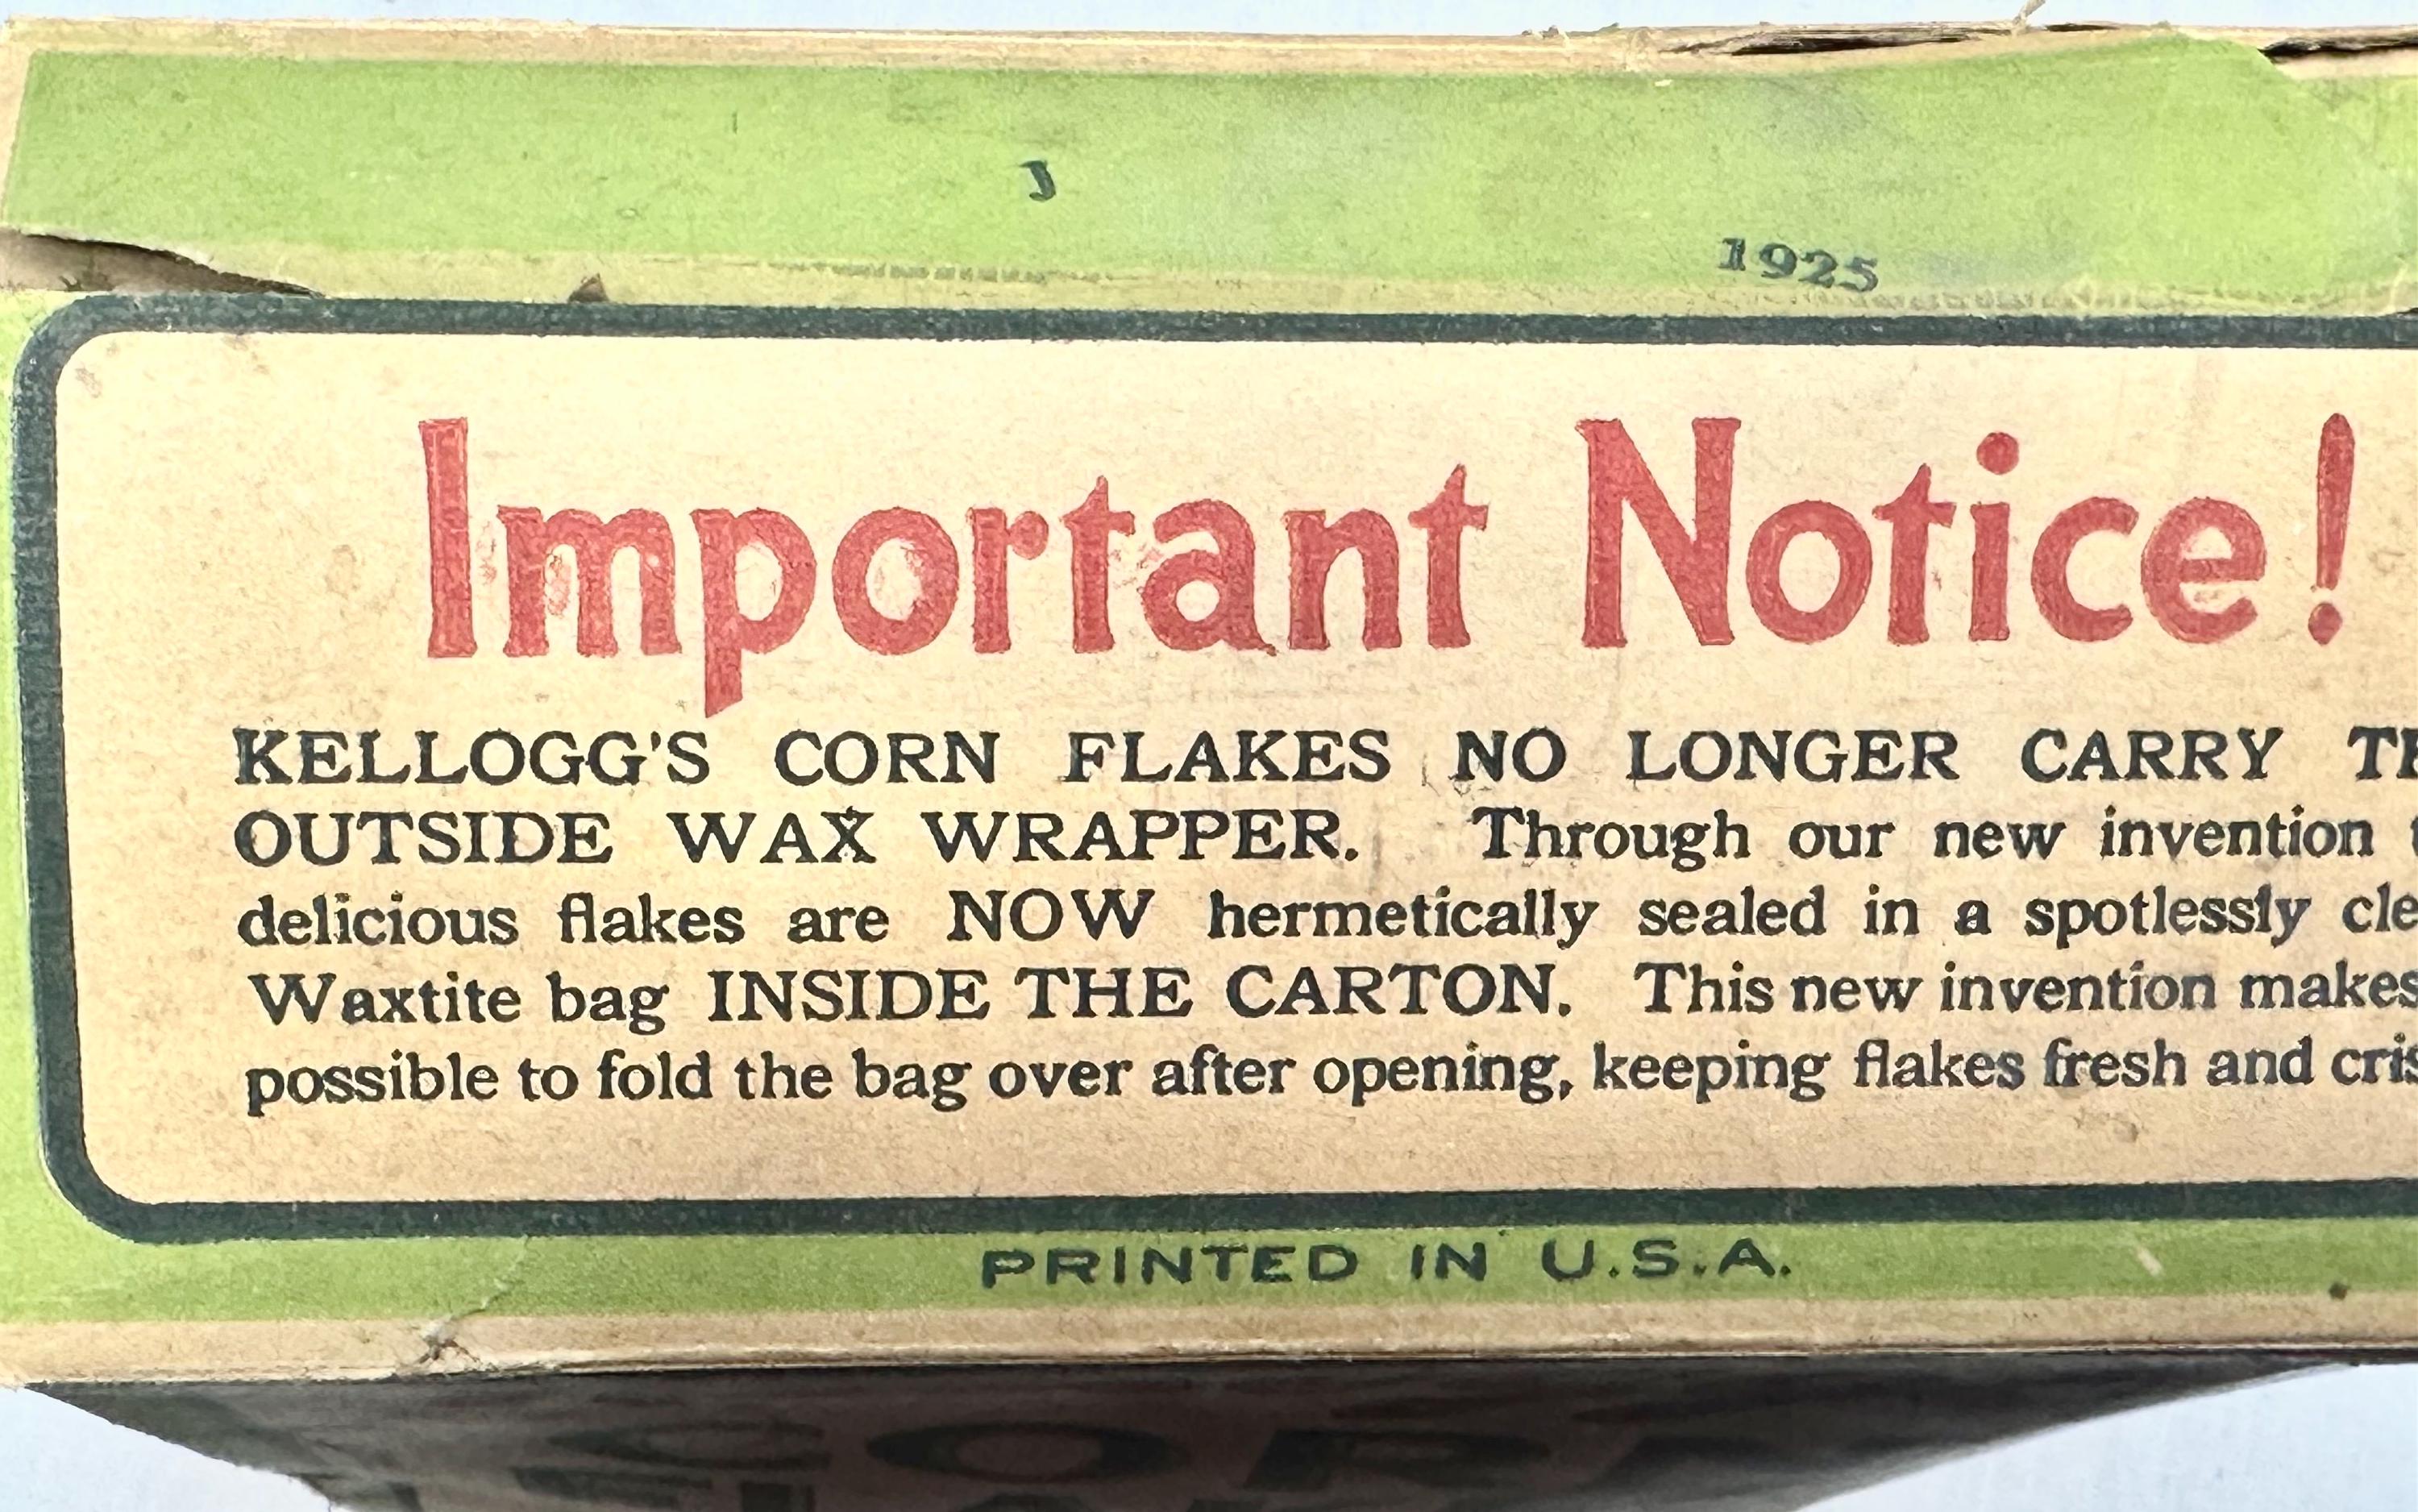 J
1925
Important Notice!
KELLOGG'S CORN FLAKES NO LONGER CARRY
OUTSIDE WAX WRAPPER. Through our new invention
delicious flakes are NOW hermetically sealed in a spotlessly
Waxtite bag INSIDE THE CARTON. This new invention makes
possible to fold the bag over after opening, keeping flakes fresh and
PRINTED IN U.S.A.
CORN